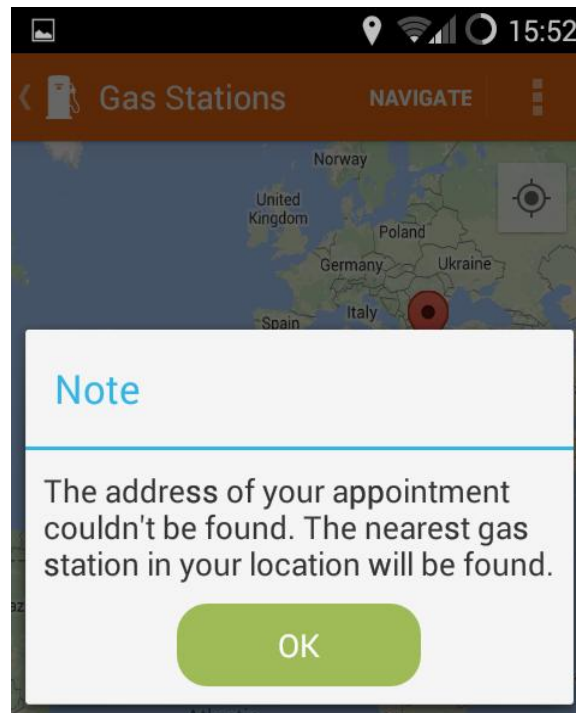 15:52
Gas Stations NAVIGATE
Norway
United
Kingdom
Poland
Germany
Ukraine
Italy
Spain
Note
The address of your appointment
couldn't be found. The nearest gas
station in your location will be found.
OK